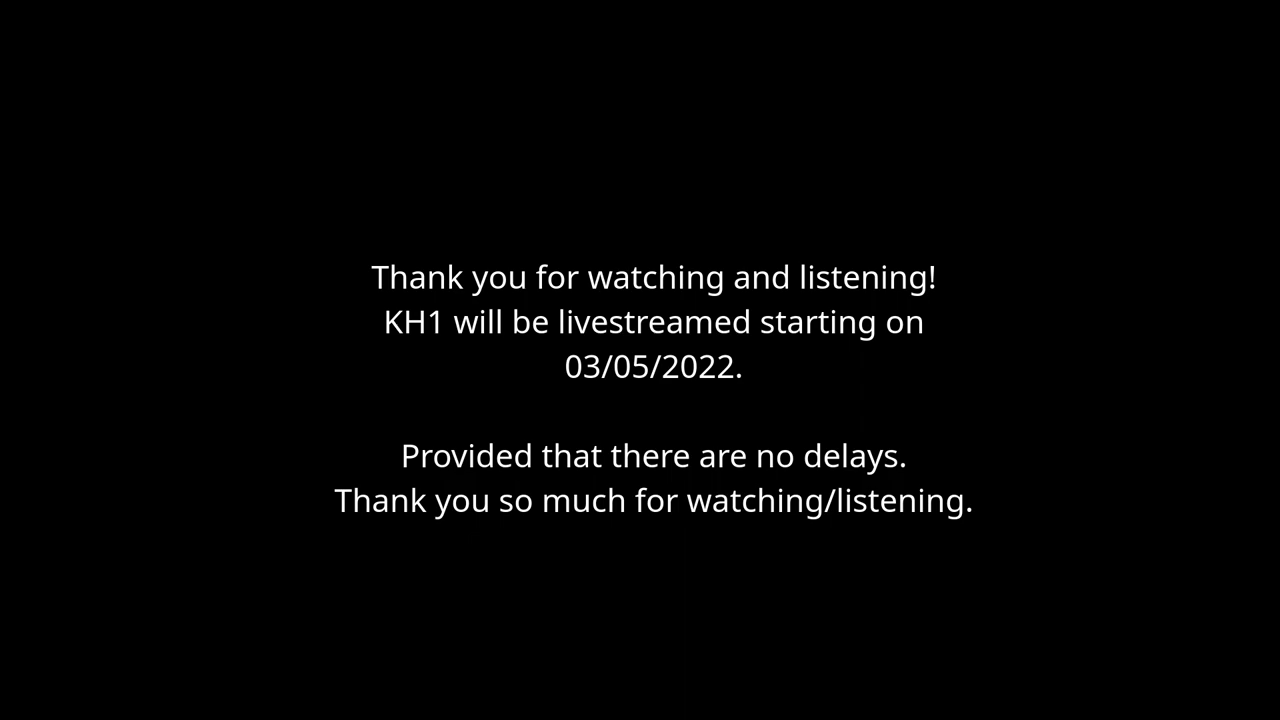 Thank you for watching and listening!
KH1 will be livestreamed starting on
03/05/2022.
Provided that there are no delays.
Thank you so much for watching/listening.